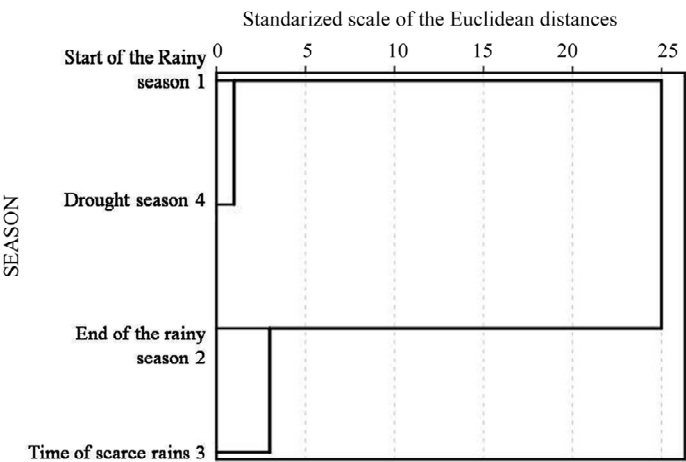 Standarized scale of the Euclidean distances
0 5 10 15 20 25
Start of the Rainy
season 1
Drought season 4
SEASON
End of the rainy
season 2
Time of scarce rains 3